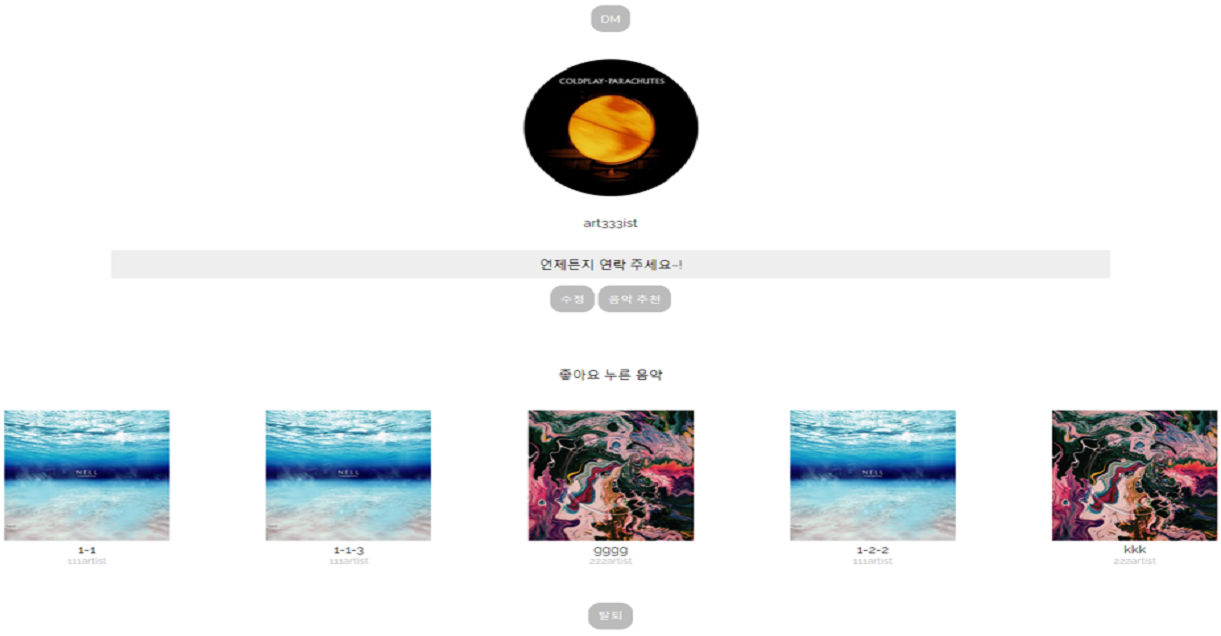 DM
COLDPLAY·PARACHUTES
art333ist
언제든지 연락 주세요~!
수정 음악 추천
좋아요 누른 음악
NELL NELL NELL
1-1 1-1-3 gggg 1-2-2 kkk
111artist 111artist 222artist 111artist 222artist
탈퇴